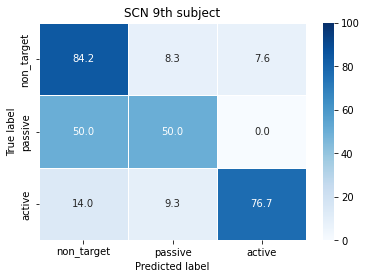 SCN 9th subject
True label
non_target
passive
active
84.2 8.3 7.6
50.0 50.0 0.0
14.0 9.3 76.7
non_target passive active
Predicted label
100
80
60
40
20
0